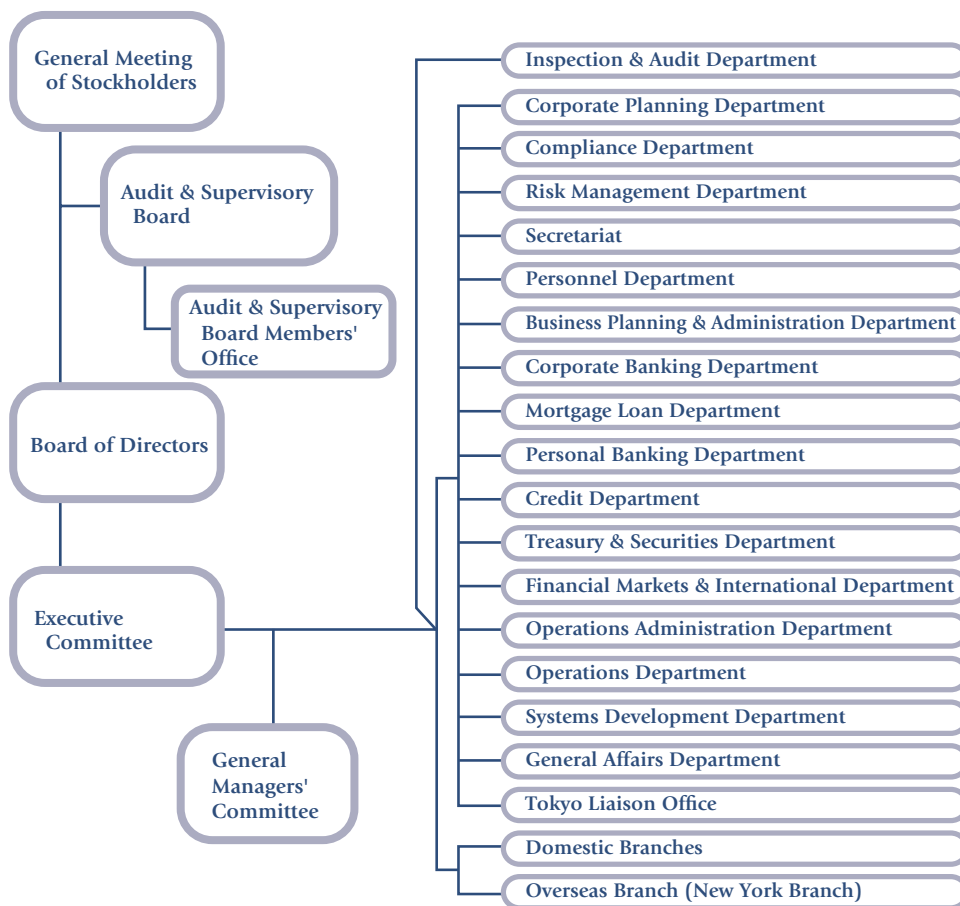 General Meeting
of Stockholders
Audit & Supervisory
Board
Audit & Supervisory
Board Members'
Office
Board of Directors
Executive
Committee
General
Managers'
Committee
Inspection & Audit Department
Corporate Planning Department
Compliance Department
Risk Management Department
Secretariat
Personnel Department
Business Planning & Administration Department
Corporate Banking Department
Mortgage Loan Department
Personal Banking Department
Credit Department
Treasury & Securities Department
Financial Markets & International Department
Operations Administration Department
Operations Department
Systems Development Department
General Affairs Department
Tokyo Liaison Office
Domestic Branches
Overseas Branch (New York Branch)